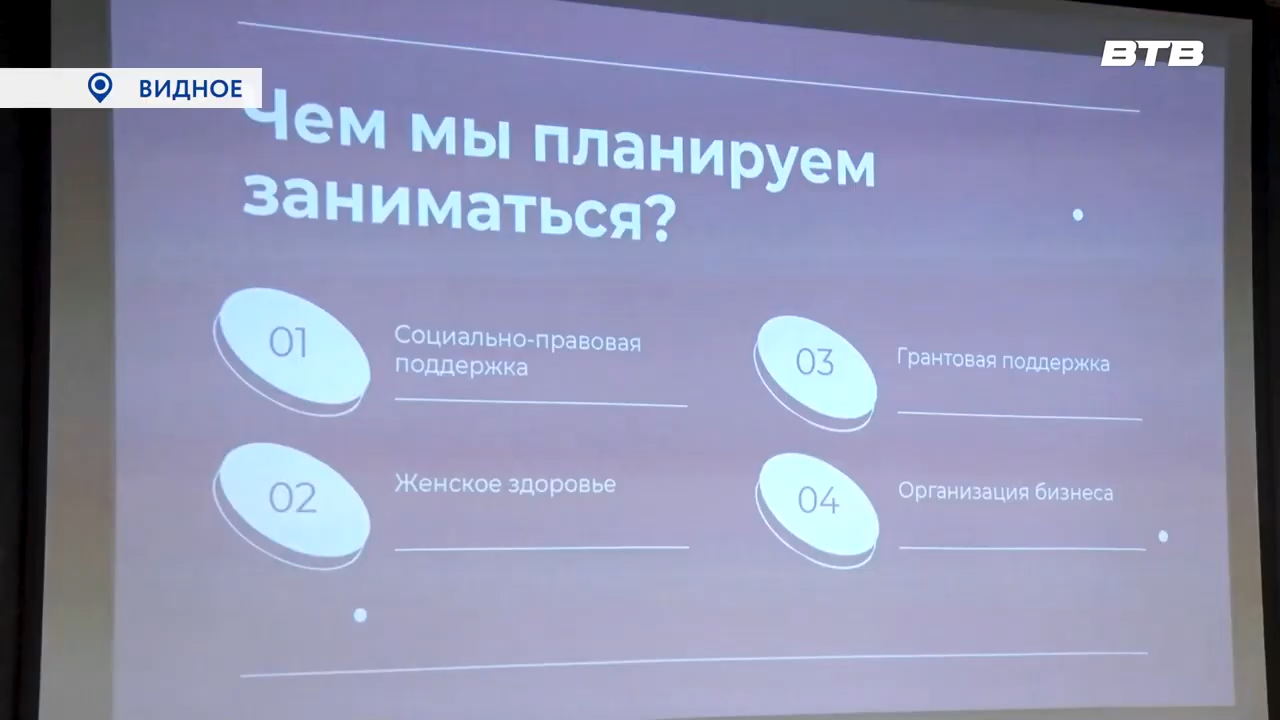 ВТВ
ВИДНОЕ
Чем мы планируем
заниматься?
01
Социально-правовая
поддержка
02
Женское здоровье
03
Грантовая поддержка
04
Организация бизнеса